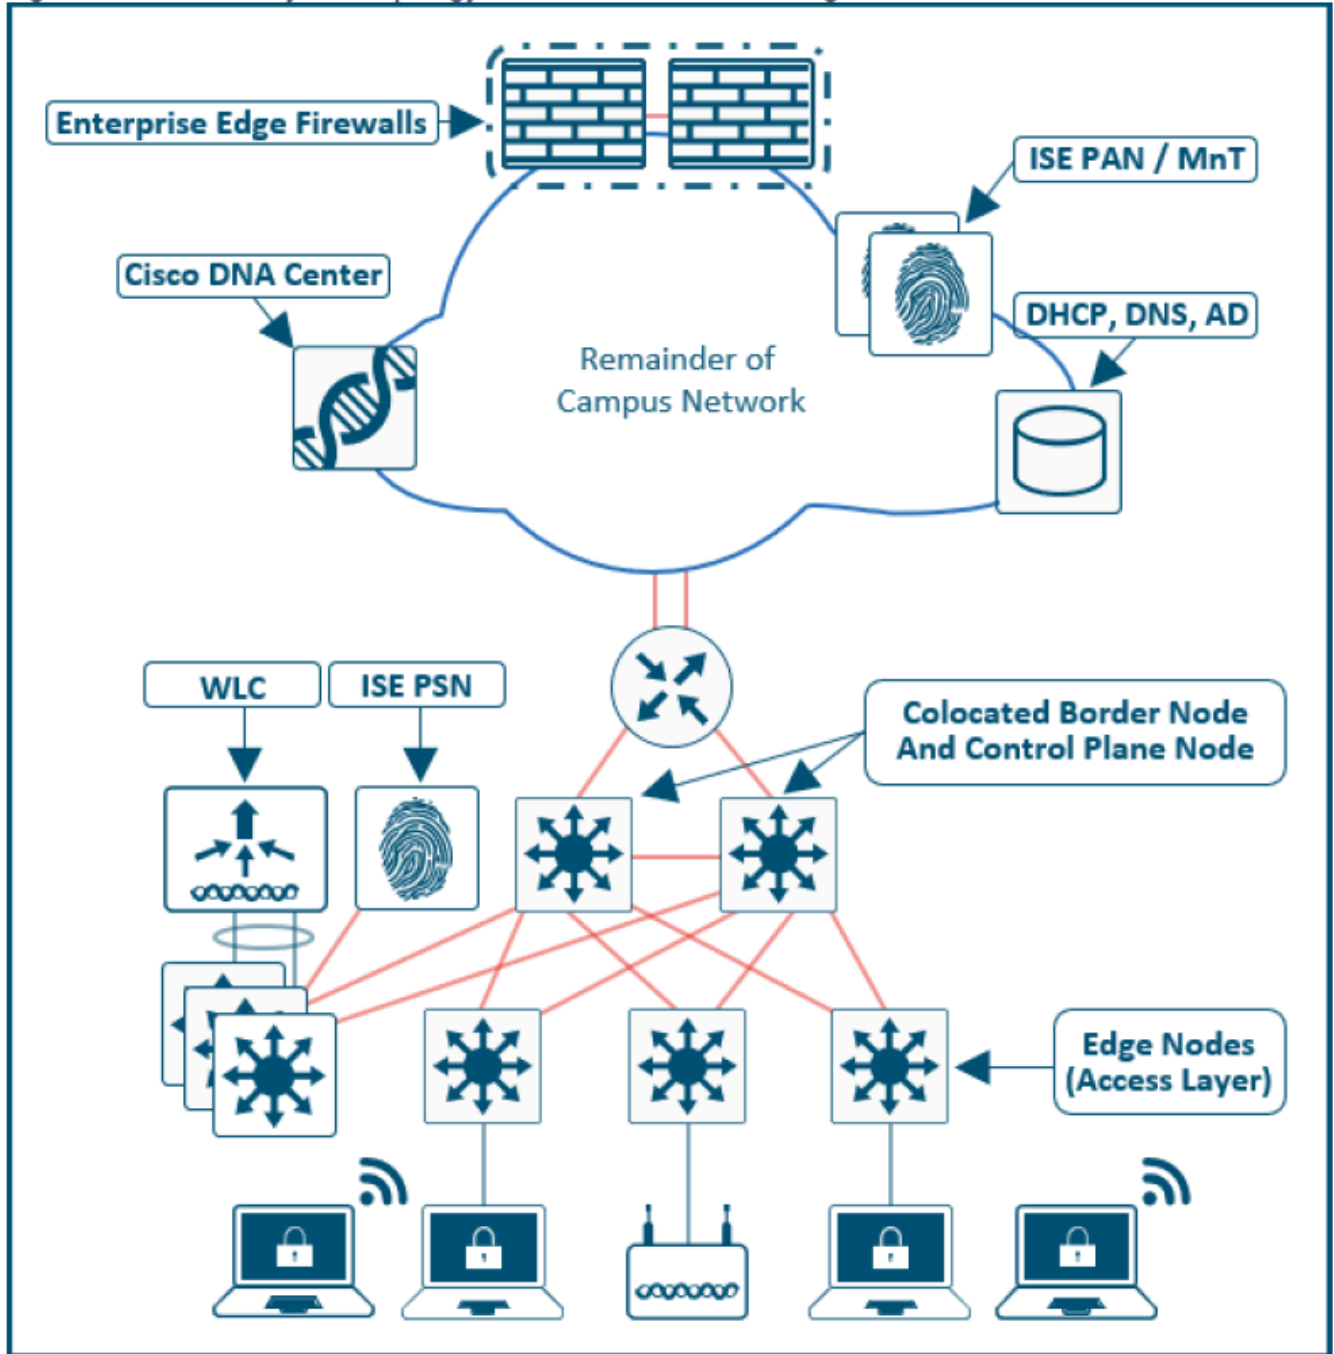 Enterprise Edge Firewalls
ISE PAN / MnT
Cisco DNA Center
DHCP, DNS, AD
Remainder of
Campus Network
WLC
ISE PSN
Colocated Border Node
And Control Plane Node
Edge Nodes
(Access Layer)